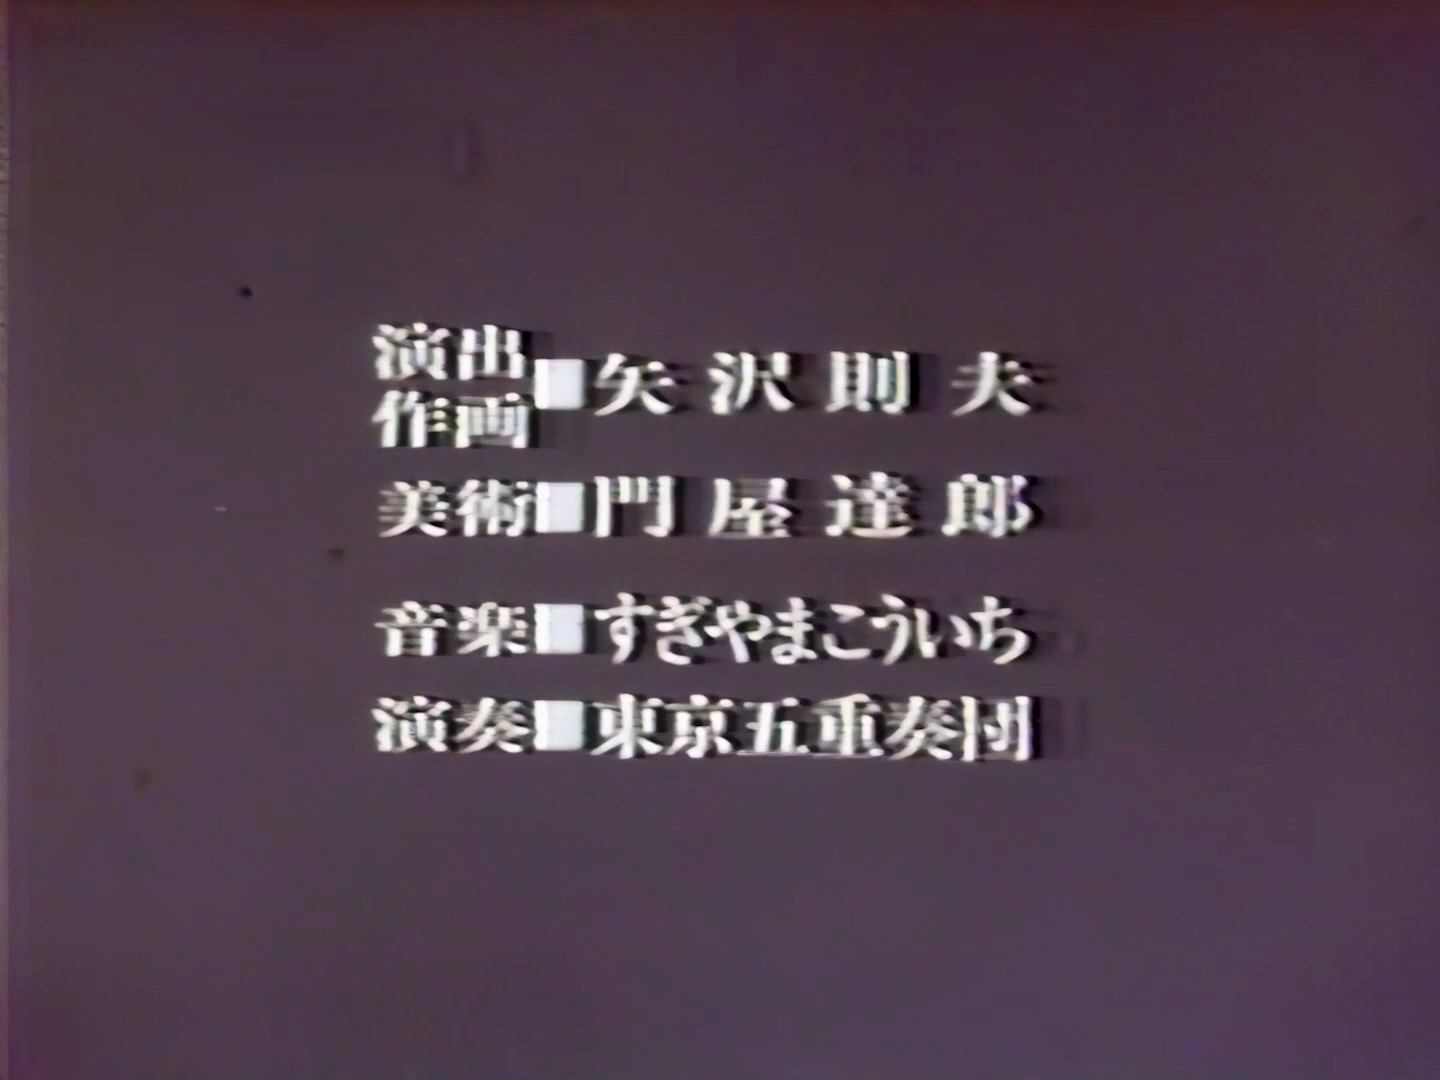 演出
作画■矢沢則夫
美術■門屋達郎
音楽■すぎやまこういち
演奏■東京五重奏団